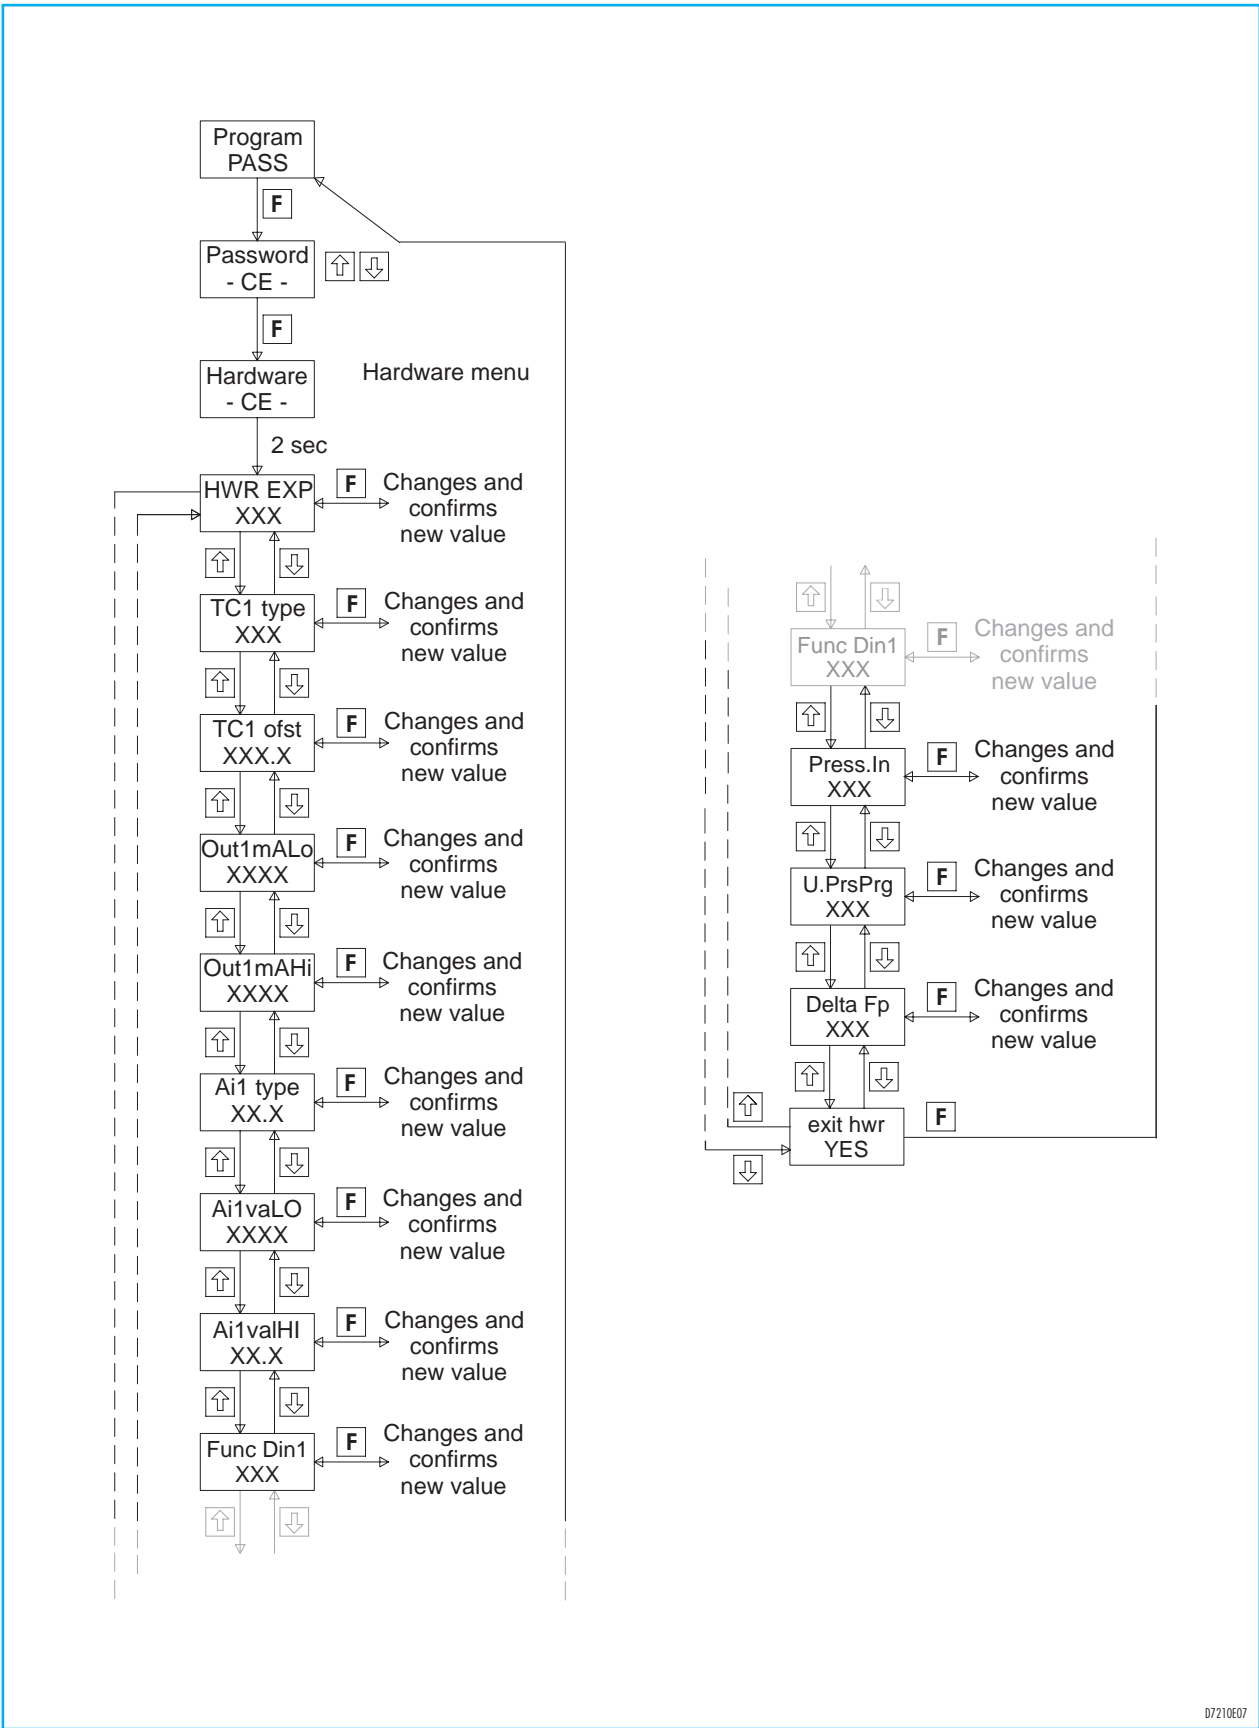 Program
PASS
F
Password
- CE -
F
Hardware
- CE -
Hardware menu
2 sec
HWR EXP
XXX
F
Changes and
confirms
new value
TC1 type
XXX
F
Changes and
confirms
new value
TC1 ofst
XXX.X
F
Changes and
confirms
new value
Out1mALo
XXXX
F
Changes and
confirms
new value
Out1mAHi
XXXX
F
Changes and
confirms
new value
Ai1 type
XX.X
F
Changes and
confirms
new value
Ai1vaLO
XXXX
F
Changes and
confirms
new value
Ai1valHI
XX.X
F
Changes and
confirms
new value
Func Din1
XXX
F
Changes and
confirms
new value
Func Din1
XXX
F
Changes and
confirms
new value
Press.In
XXX
F
Changes and
confirms
new value
U.PrsPrg
XXX
F
Changes and
confirms
new value
Delta Fp
XXX
F
Changes and
confirms
new value
exit hwr
YES
F
D7210E07